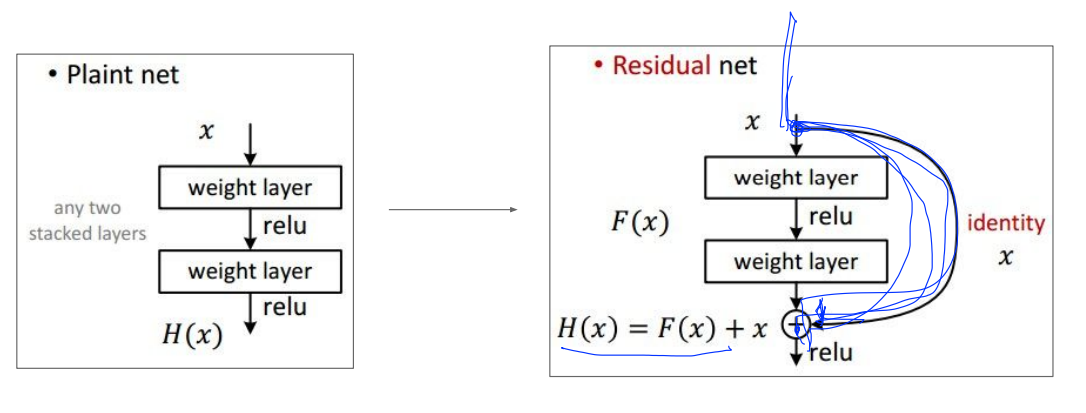 • Plaint net
x
weight layer
any two
stacked layers
relu
weight layer
relu
H(x)
• Residual net
x
weight layer
F(x)
relu
identity
x
weight layer
H(x) = F(x) + x
+
relu